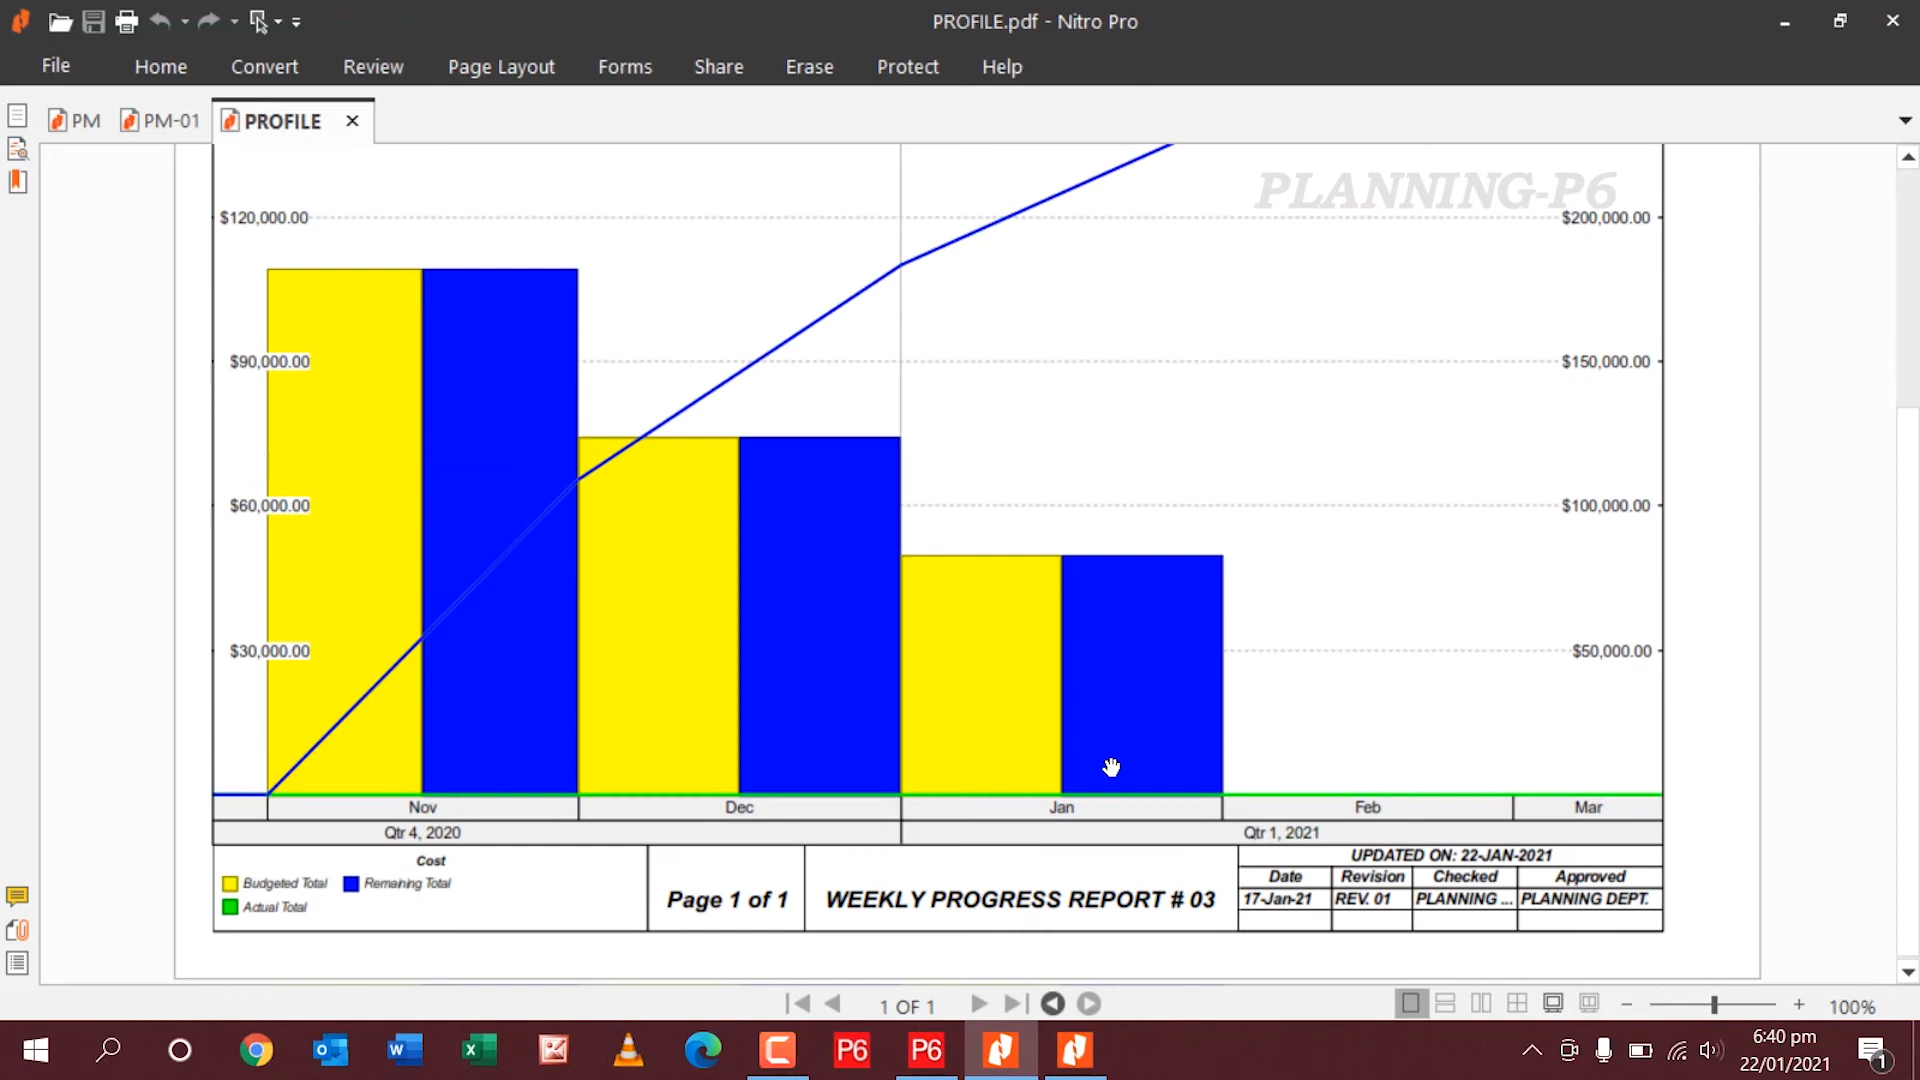 PROFILE.pdf - Nitro Pro
File Home Convert Review Page Layout Forms Share Erase Protect Help
PM PM-01 PROFILE
PLANNING-P6
$120,000.00 $200,000.00
$90,000.00 $150,000.00
$60,000.00 $100,000.00
$30,000.00 $50,000.00
Nov Dec Jan Feb Mar
Qtr 4, 2020 Qtr 1, 2021
Cost
Budgeted Total Remaining Total
Actual Total
Page 1 of 1
WEEKLY PROGRESS REPORT # 03
UPDATED ON: 22-JAN-2021
Date Revision Checked Approved
17-Jan-21 REV. 01 PLANNING ... PLANNING DEPT.
1 OF 1
100%
P6 P6
6:40 pm
22/01/2021
1